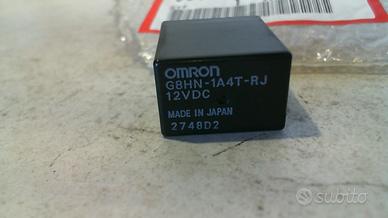 OMRON
G8HN-1A4T-RJ
12VDC
MADE IN JAPAN
2748D2
subito